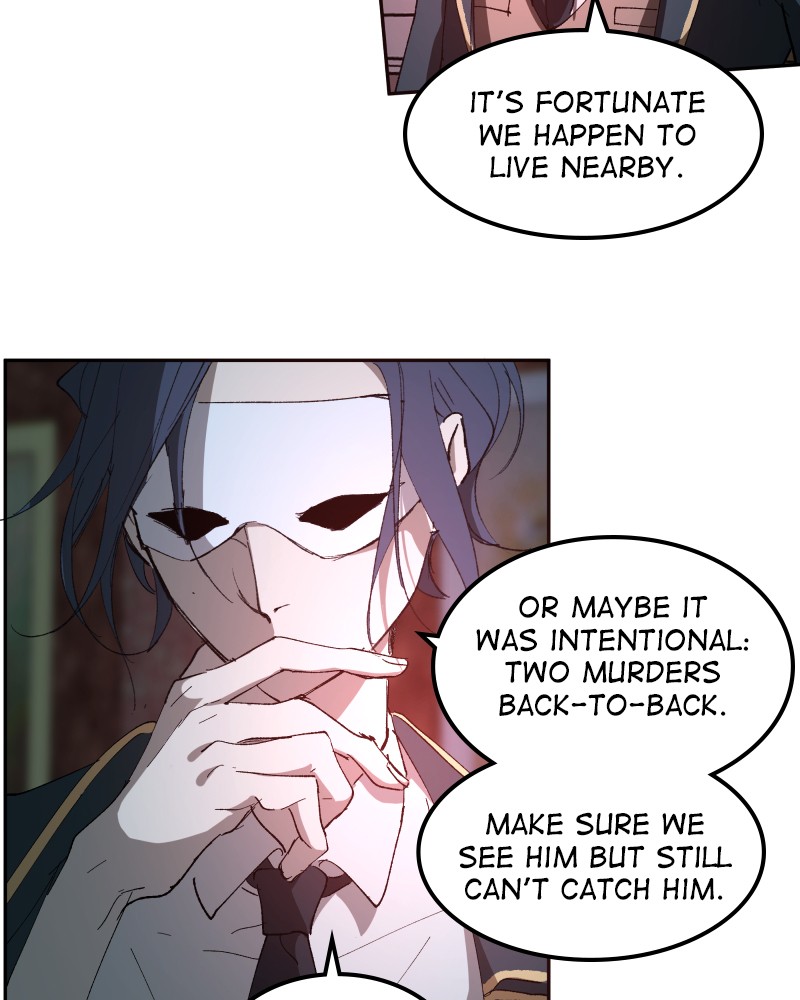 IT'S FORTUNATE
WE HAPPEN TO
LIVE NEARBY.
OR MAYBE IT
WAS INTENTIONAL:
TWO MURDERS
BACK-TO-BACK.
MAKE SURE WE
SEE HIM BUT STILL
CAN'T CATCH HIM.